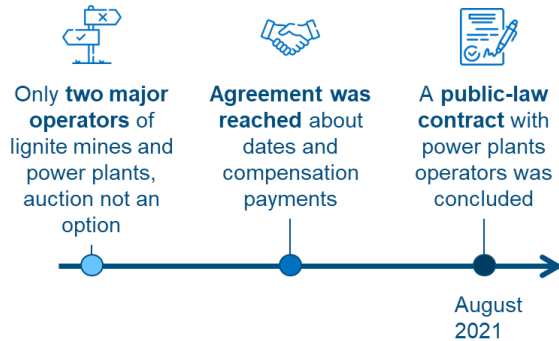 Only two major
operators of
lignite mines and
power plants,
auction not an
option
Agreement was
reached about
dates and
compensation
payments
A public-law
contract with
power plants
operators was
concluded
August
2021